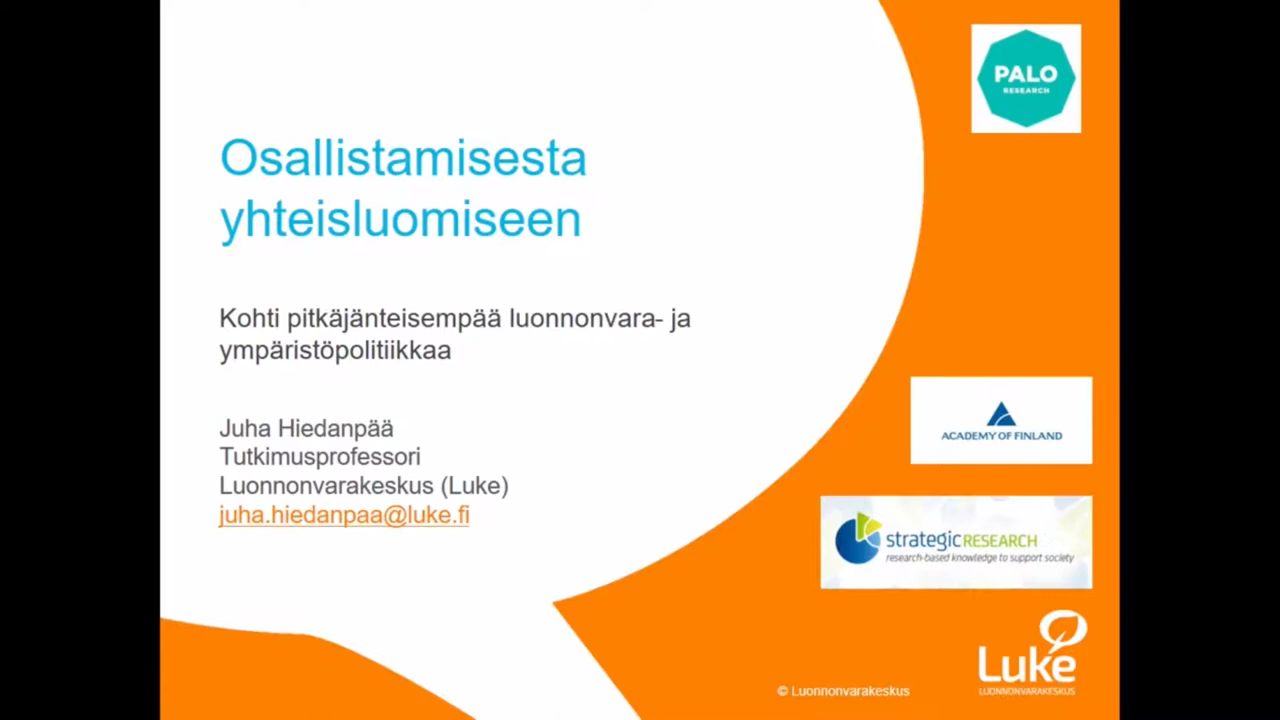 PALO
RESEARCH
Osallistamisesta
yhteisluomiseen
Kohti pitkäjänteisempää luonnonvara- ja
ympäristöpolitiikkaa
Juha Hiedanpää
Tutkimusprofessori
Luonnonvarakeskus (Luke)
juha.hiedanpaa@luke.fi
ACADEMY OF FINLAND
strategicRESEARCH
research-based knowledge to support society
Luke
LUONNONVARAKESKUS
© Luonnonvarakeskus